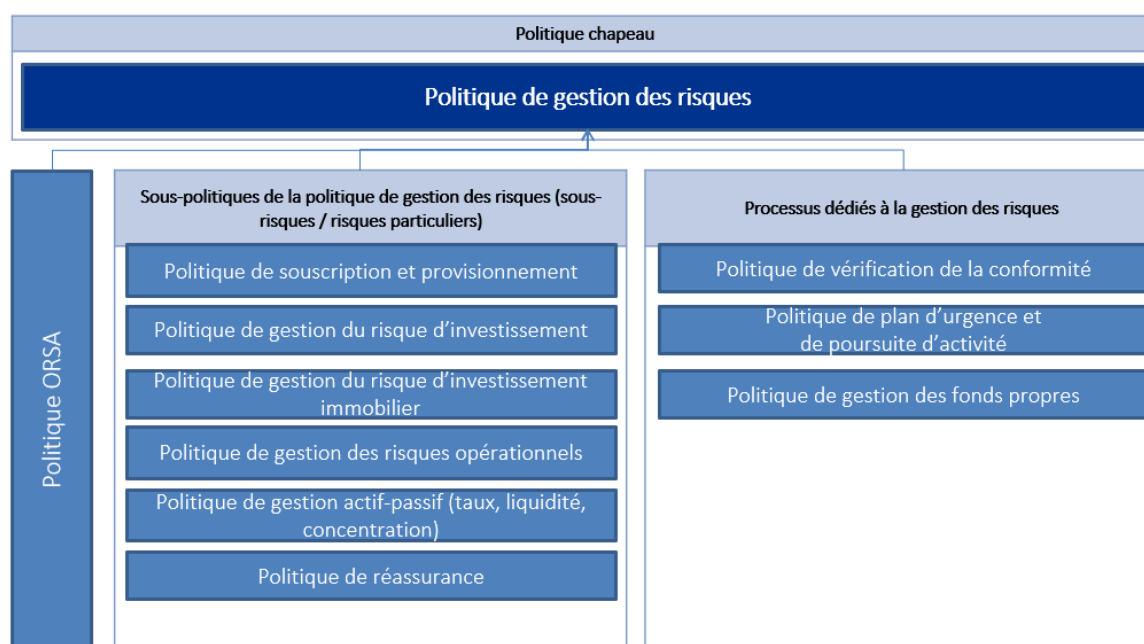 Politique chapeau
Politique de gestion des risques
Politique ORSA
Sous-politiques de la politique de gestion des risques (sous-
risques / risques particuliers)
Politique de souscription et provisionnement
Politique de gestion du risque d’investissement
Politique de gestion du risque d’investissement
immobilier
Politique de gestion des risques opérationnels
Politique de gestion actif-passif (taux, liquidité,
concentration)
Politique de réassurance
Processus dédiés à la gestion des risques
Politique de vérification de la conformité
Politique de plan d’urgence et
de poursuite d’activité
Politique de gestion des fonds propres